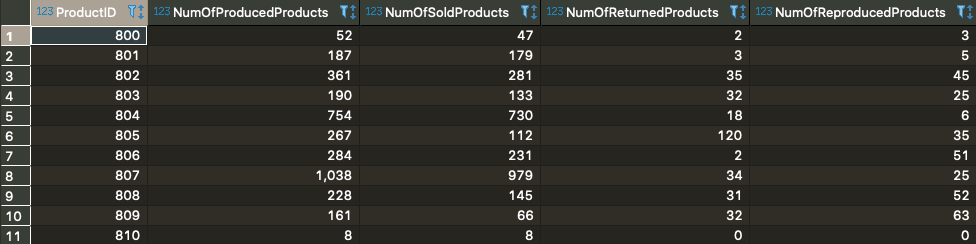 123 ProductID 123 NumOfProducedProducts 123 NumOfSoldProducts 123 NumOfReturnedProducts 123 NumOfReproducedProducts
1 800 52 47 2 3
2 801 187 179 3 5
3 802 361 281 35 45
4 803 190 133 32 25
5 804 754 730 18 6
6 805 267 112 120 35
7 806 284 231 2 51
8 807 1,038 979 34 25
9 808 228 145 31 52
10 809 161 66 32 63
11 810 8 8 0 0